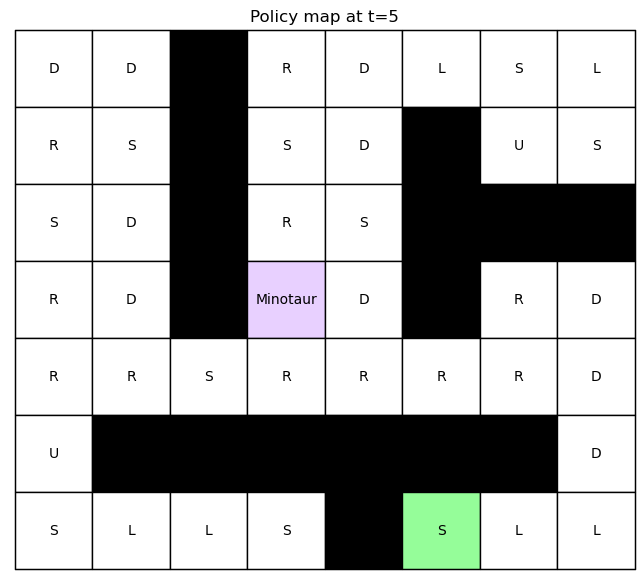 Policy map at t=5
D D R D L S L
R S S D U S
S D R S
R D Minotaur D R D
R R S R R R R D
U D
S L L S S L L